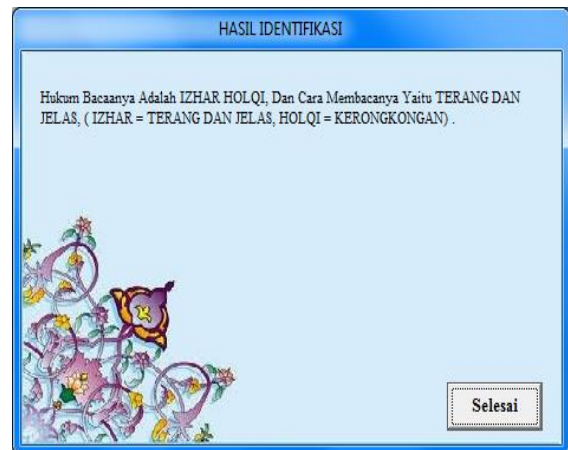 HASIL IDENTIFIKASI
Hukum Bacaanya Adalah IZHAR HOLQI, Dan Cara Membacanya Yaitu TERANG DAN
JELAS, ( IZHAR = TERANG DAN JELAS, HOLQI = KERONGKONGAN) .
Selesai